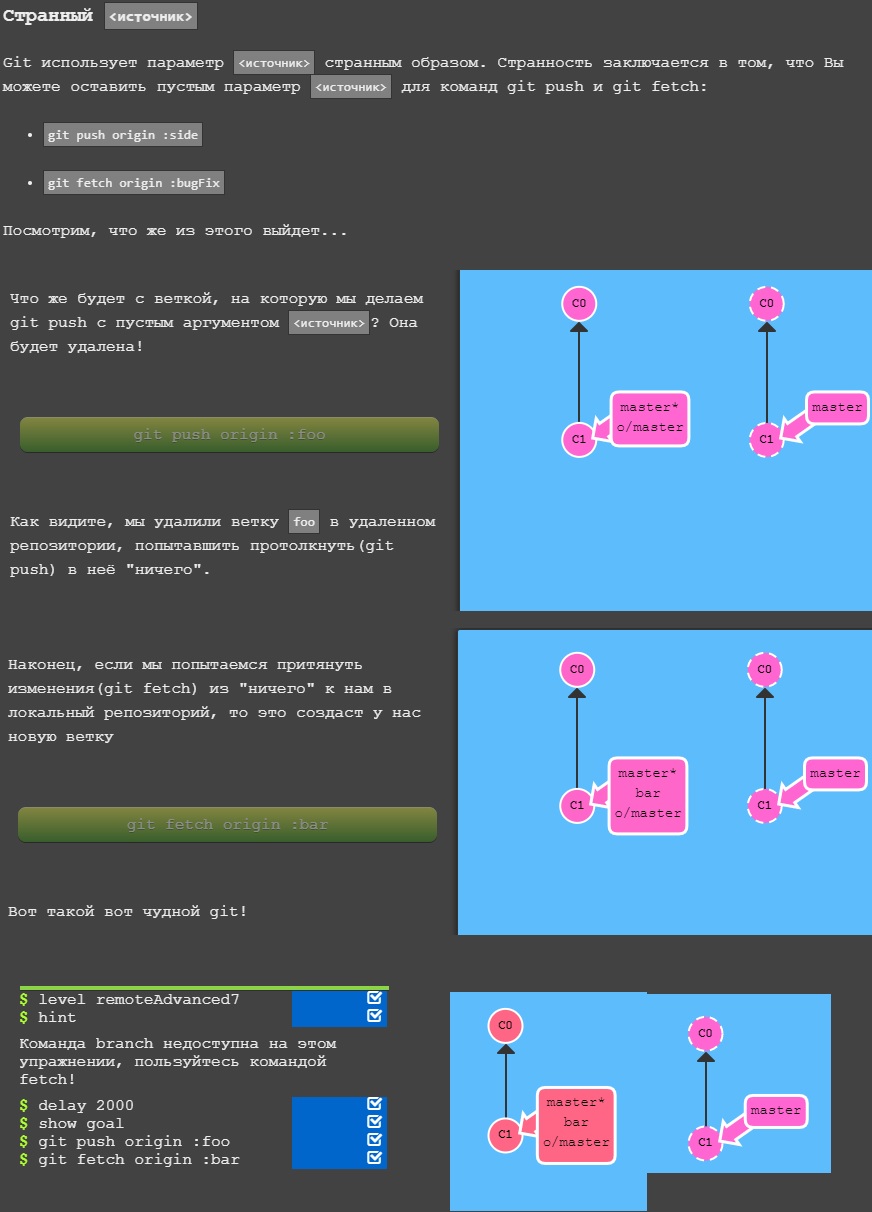 Странный <источник>
Git использует параметр <источник> странным образом. Странность заключается в том, что Вы
можете оставить пустым параметр <источник> для команд git push и git fetch:
• git push origin :side
• git fetch origin :bugFix
Посмотрим, что же из этого выйдет...
Что же будет с веткой, на которую мы делаем
git push с пустым аргументом <источник>? Она
будет удалена!
git push origin :foo
Как видите, мы удалили ветку foo в удаленном
репозитории, попытавшить протолкнуть(git
push) в неё "ничего".
C0
C0
master*
o/master
master
C1
C1
Наконец, если мы попытаемся притянуть
изменения(git fetch) из "ничего" к нам в
локальный репозиторий, то это создаст у нас
новую ветку
git fetch origin :bar
Вот такой вот чудной git!
C0
C0
master*
bar
o/master
master
C1
C1
$ level remoteAdvanced7
$ hint
Команда branch недоступна на этом
упражнении, пользуйтесь командой
fetch!
$ delay 2000
$ show goal
$ git push origin :foo
$ git fetch origin :bar
C0
C0
master*
bar
o/master
master
C1
C1